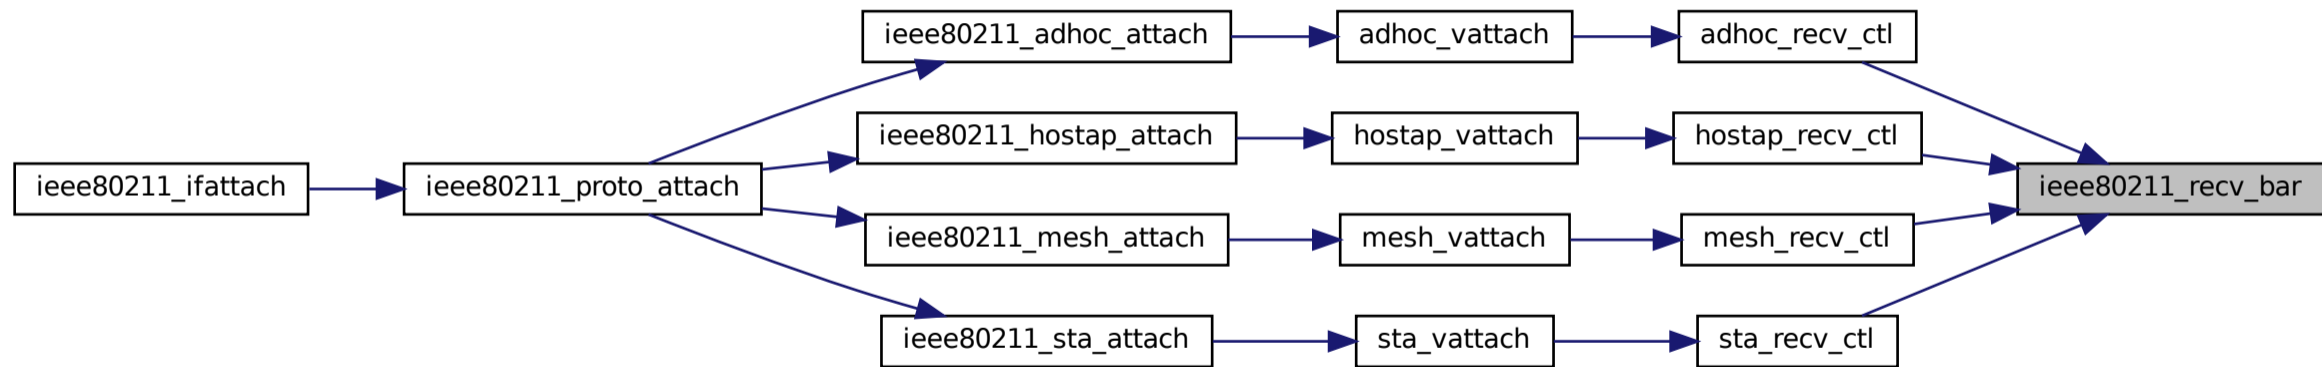 ieee80211_adhoc_attach adhoc_vattach adhoc_recv_ctl
ieee80211_hostap_attach hostap_vattach hostap_recv_ctl
ieee80211_ifattach ieee80211_proto_attach ieee80211_recv_bar
ieee80211_mesh_attach mesh_vattach mesh_recv_ctl
ieee80211_sta_attach sta_vattach sta_recv_ctl